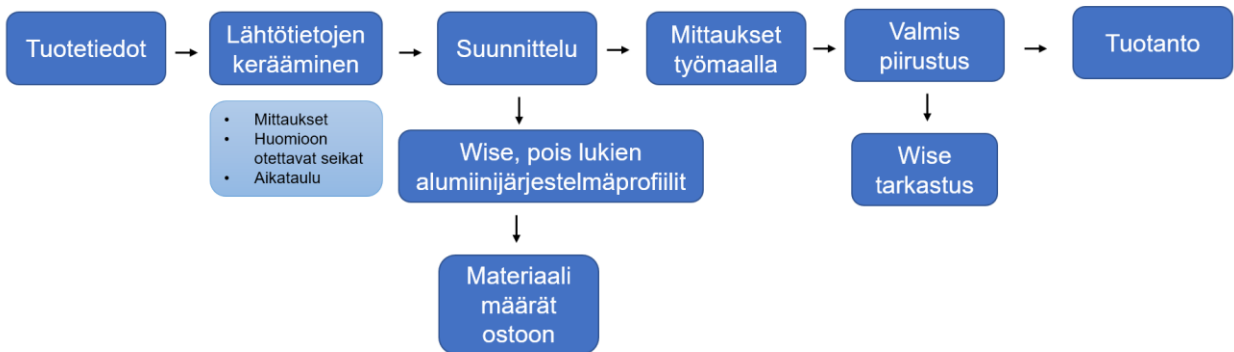 Tuotetiedot
Lähtötietojen
kerääminen
Suunnittelu
Mittaukset
työmaalla
Valmis
piirustus
Tuotanto
• Mittaukset
• Huomioon
otettavat seikat
• Aikataulu
Wise, pois lukien
alumiinijärjestelmäprofiilit
Wise
tarkastus
Materiaali
määrät
ostoon